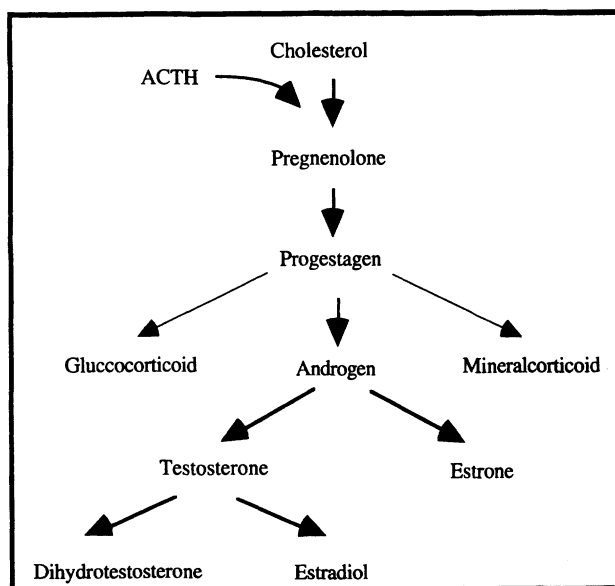 Cholesterol
ACTH
Pregnenolone
Progestagen
Gluccocorticoid
Androgen
Mineralcorticoid
Testosterone
Estrone
Dihydrotestosterone
Estradiol